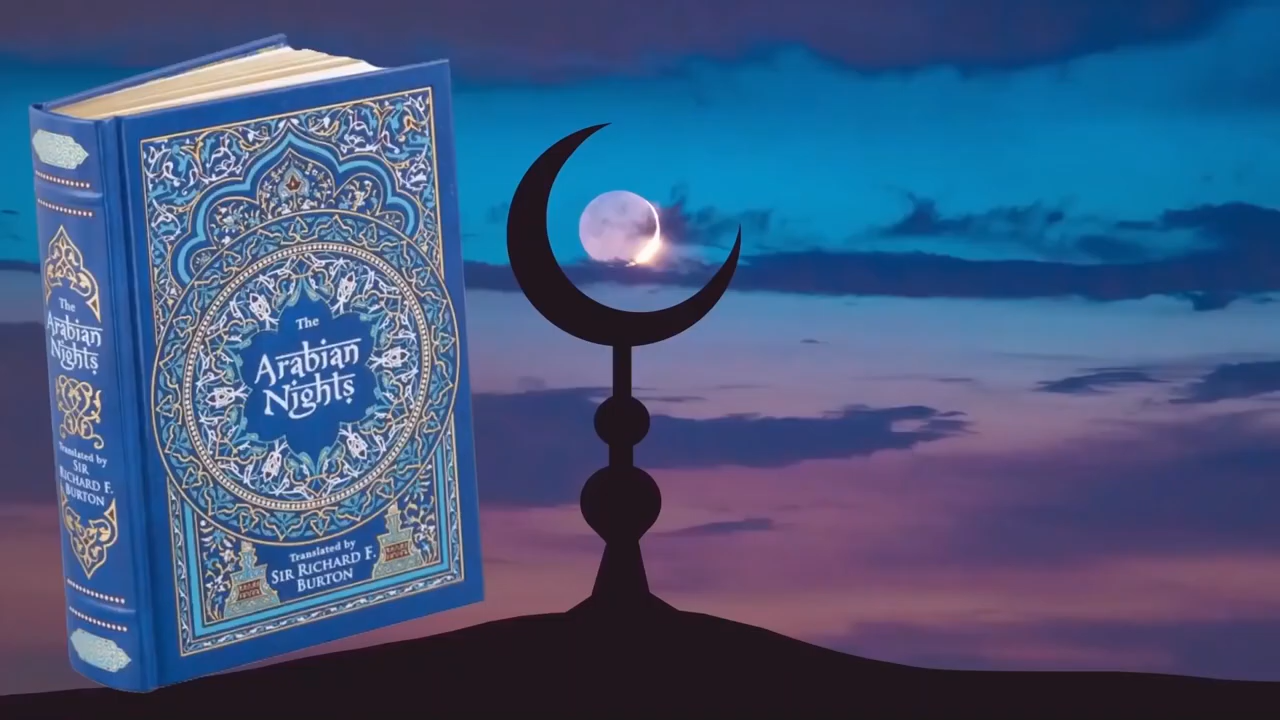 The
Arabian
Nights
Translated by
SIR
RICHARD F.
BURTON
The
Arabian
Nights
Translated by
SIR RICHARD F.
BURTON